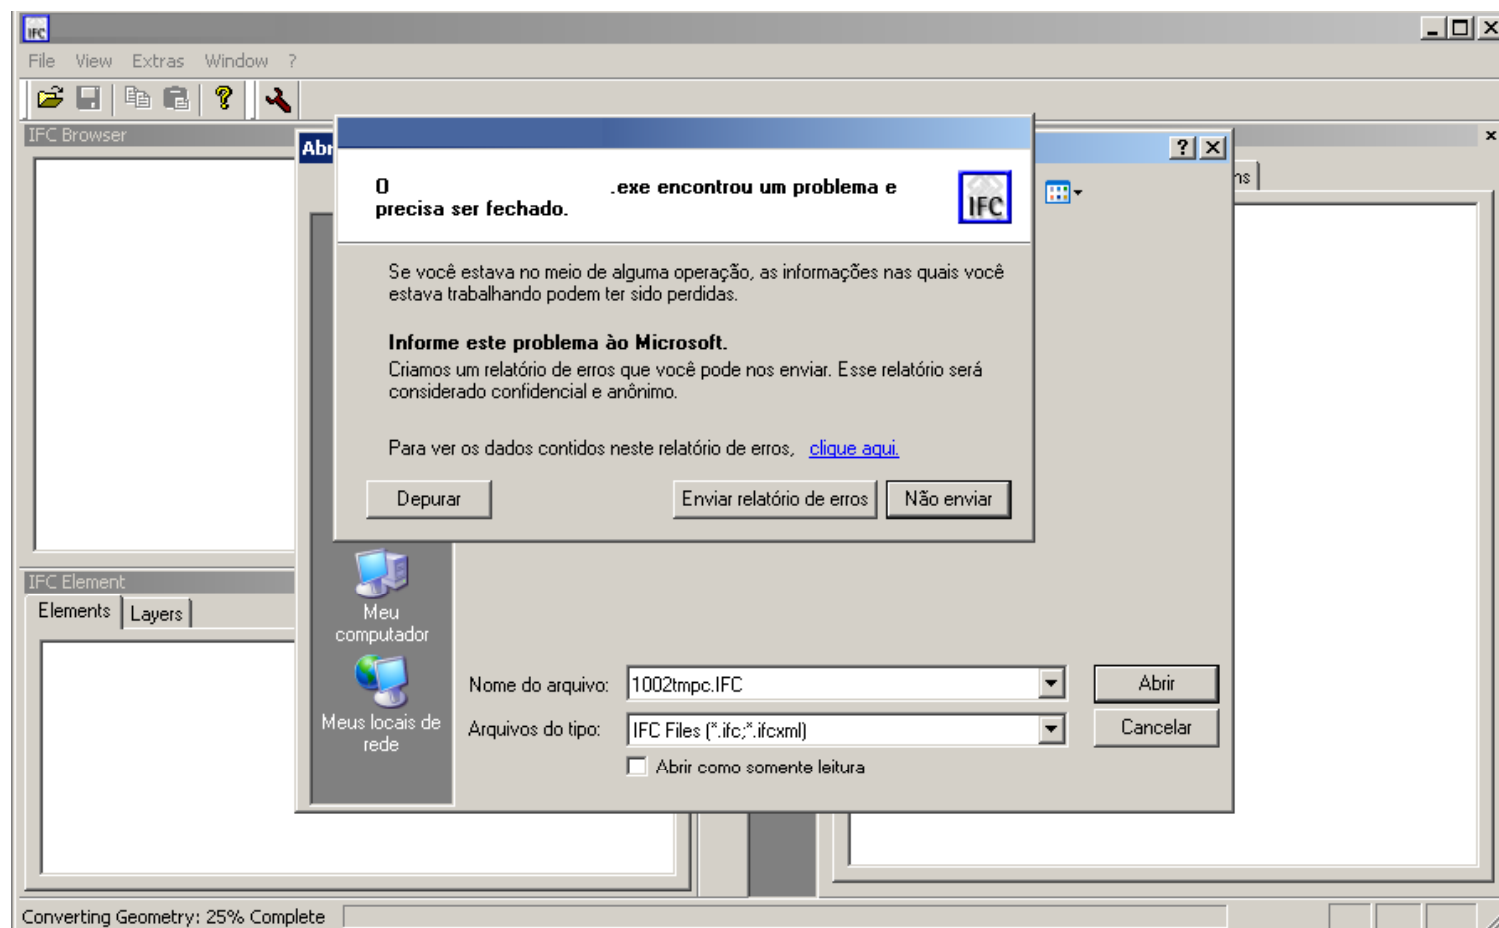 IFC
File View Extras Window ?
IFC Browser
Abr
ns
O .exe encontrou um problema e
precisa ser fechado.
IFC
Se você estava no meio de alguma operação, as informações nas quais você
estava trabalhando podem ter sido perdidas.
Informe este problema ào Microsoft.
Criamos um relatório de erros que você pode nos enviar. Esse relatório será
considerado confidencial e anônimo.
Para ver os dados contidos neste relatório de erros, clique aqui.
Depurar Enviar relatório de erros Não enviar
IFC Element
Elements Layers
Meu
computador
Meus locais de
rede
Nome do arquivo: 1002tmpc.IFC Abrir
Arquivos do tipo: IFC Files (*.ifc;*.ifcxml) Cancelar
Abrir como somente leitura
Converting Geometry: 25% Complete